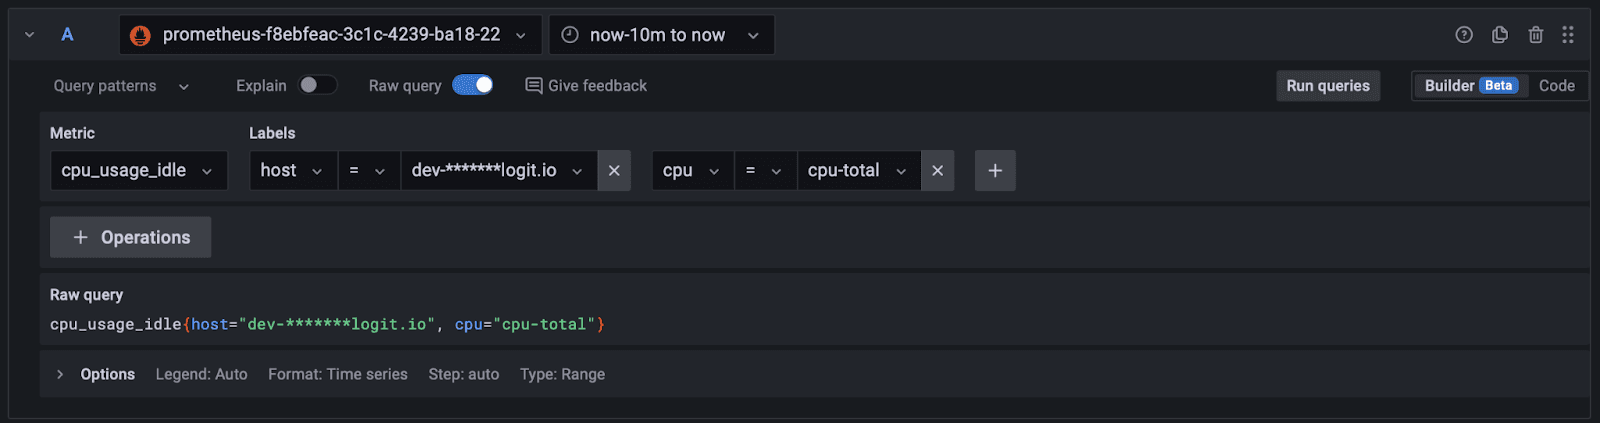 A prometheus-f8ebfeac-3c1c-4239-ba18-22 now-10m to now
Query patterns Explain Raw query Give feedback Run queries Builder Beta Code
Metric Labels
cpu_usage_idle host = dev-*******logit.io cpu = cpu-total
+ Operations
Raw query
cpu_usage_idle{host="dev-*******logit.io", cpu="cpu-total"}
Options Legend: Auto Format: Time series Step: auto Type: Range